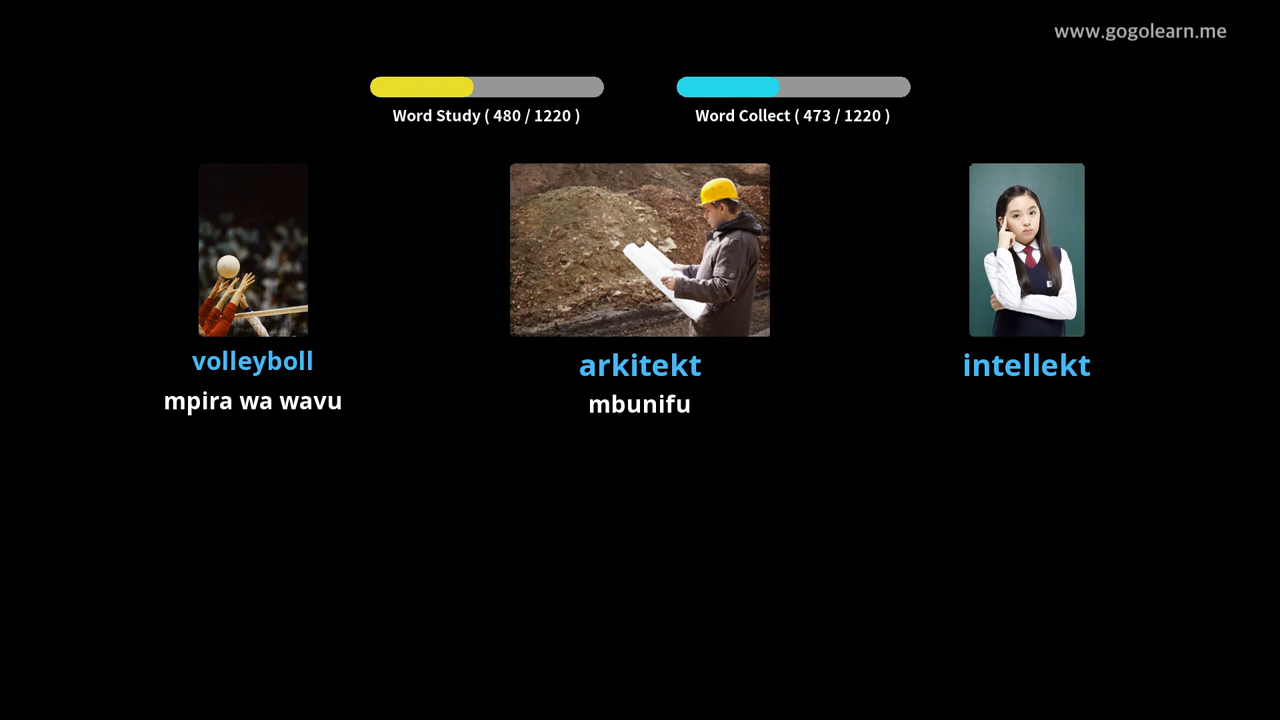 www.gogolearn.me
Word Study ( 480 / 1220 )
Word Collect ( 473 / 1220 )
volleyboll
arkitekt
intellekt
mpira wa wavu
mbunifu